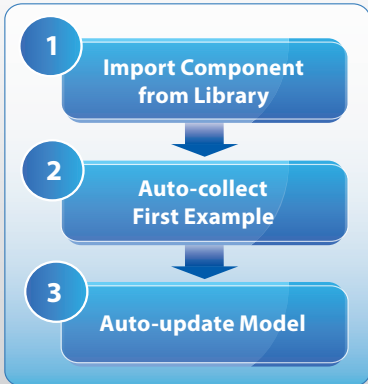 1
Import Component
from Library
2
Auto-collect
First Example
3
Auto-update Model